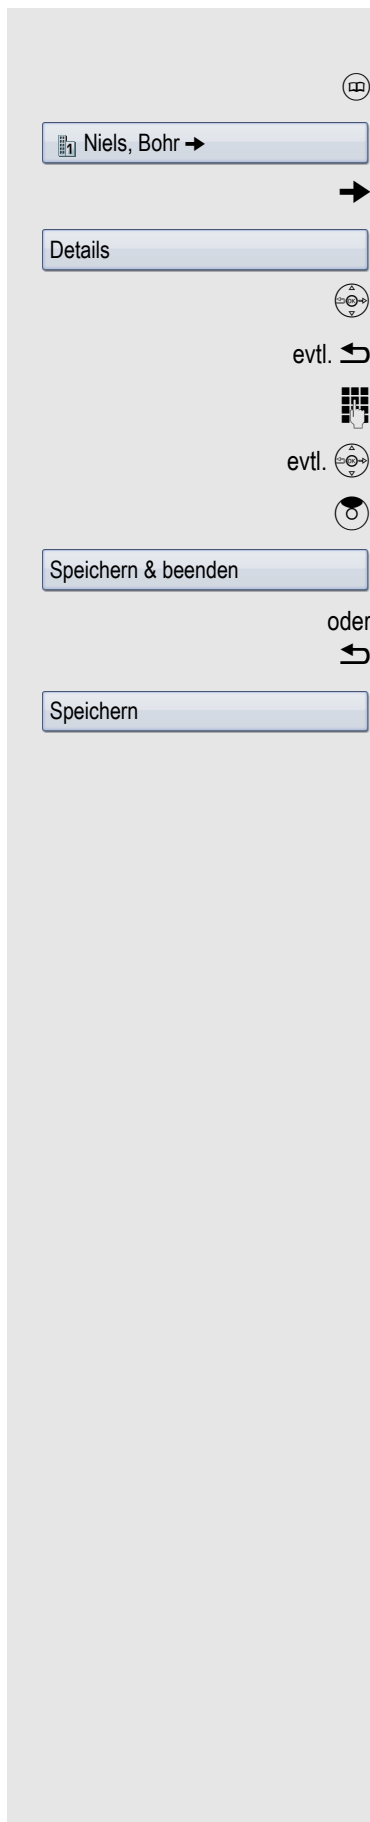 Niels, Bohr →
Details
evtl.
evtl.
Speichern & beenden
oder
Speichern